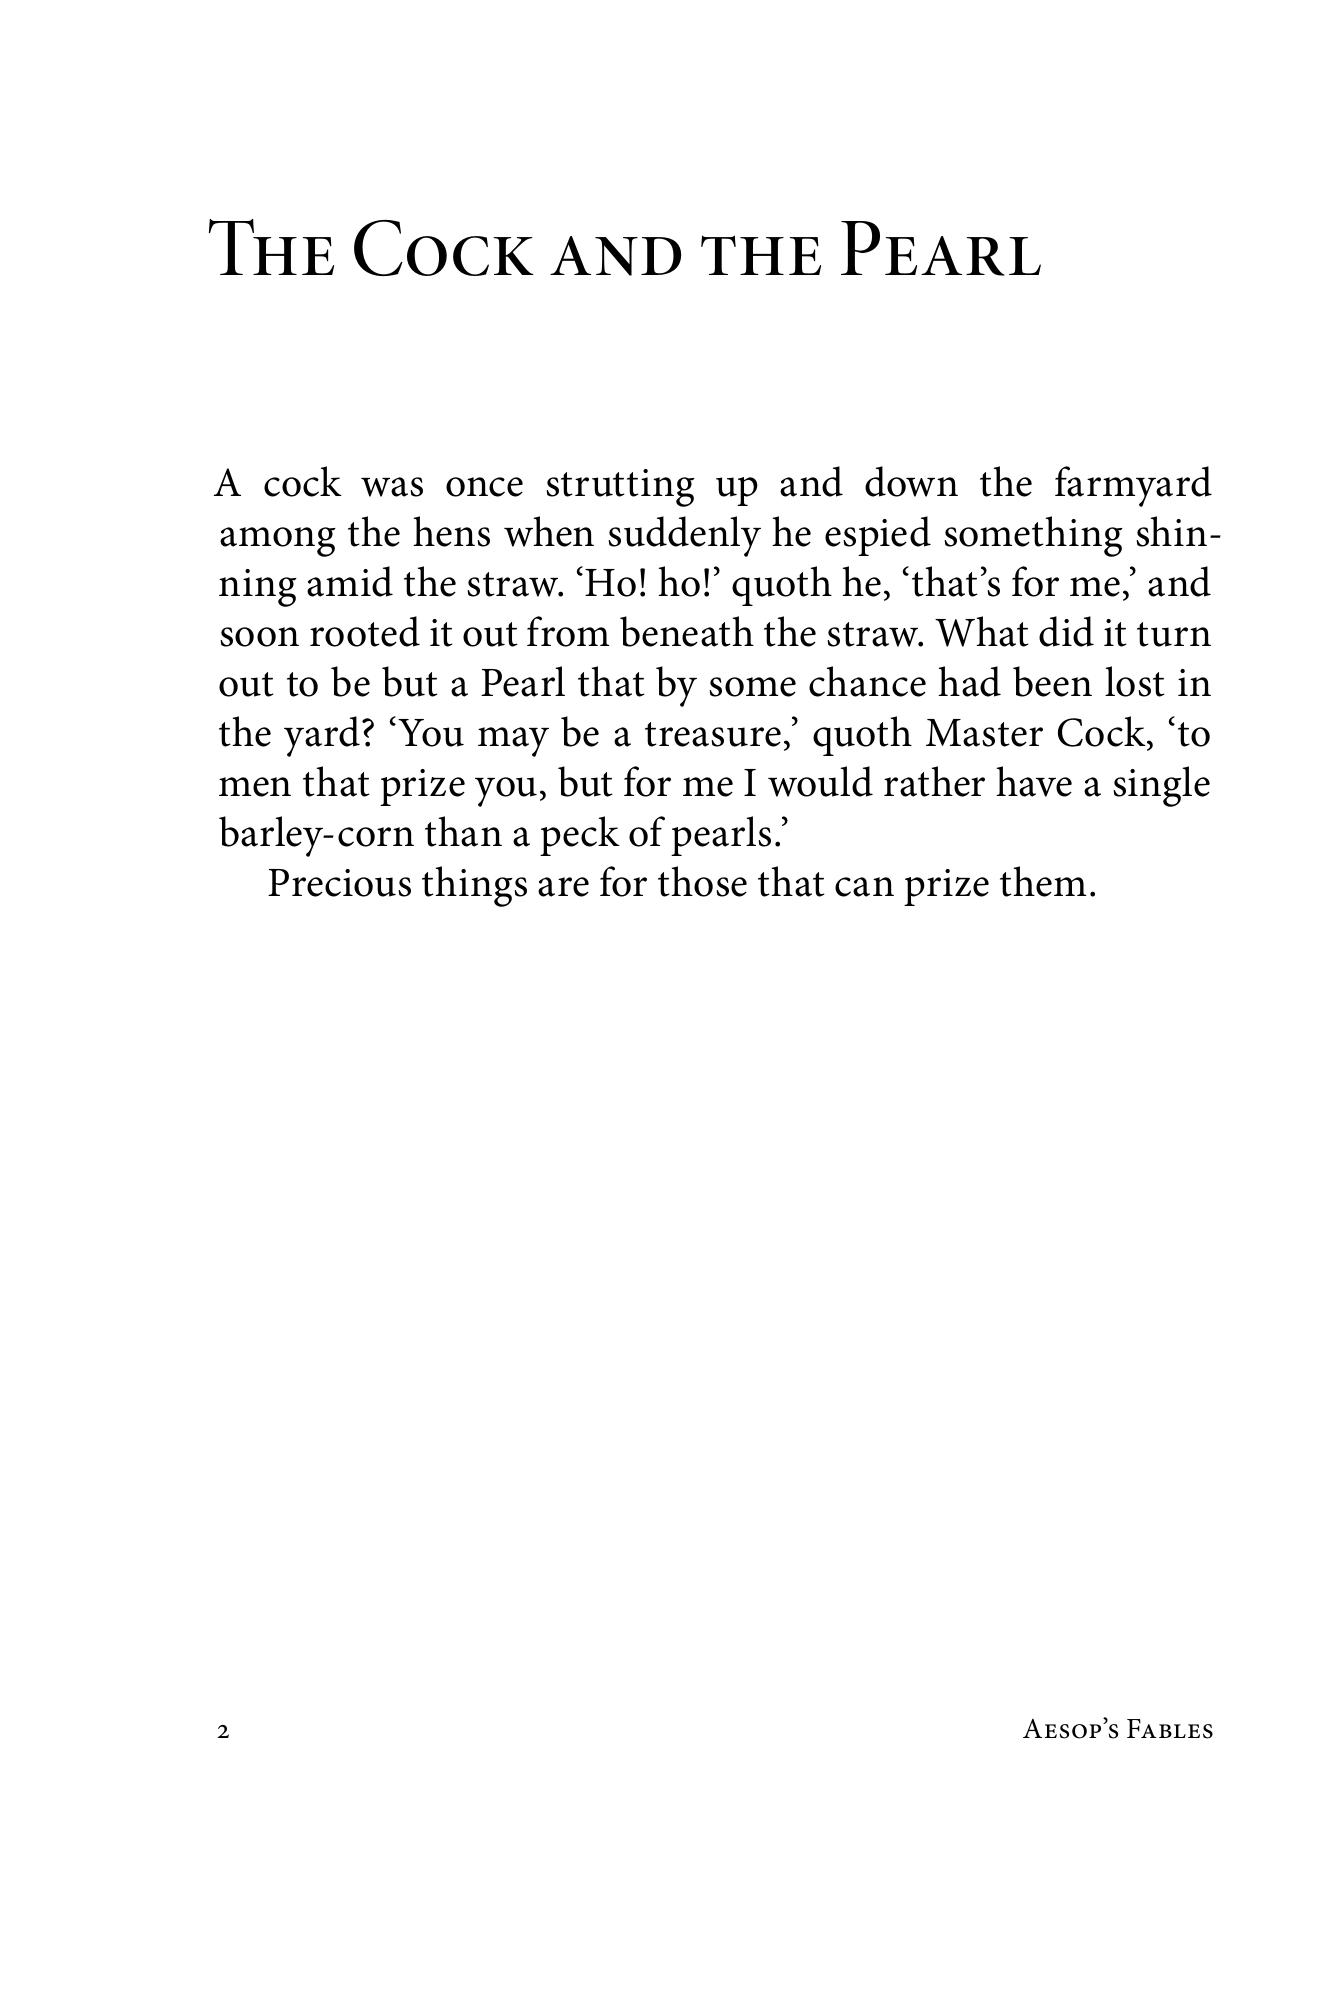 The Cock and the Pearl
A cock was once strutting up and down the farmyard
among the hens when suddenly he espied something shin-
ning amid the straw. ‘Ho! ho!’ quoth he, ‘that’s for me,’ and
soon rooted it out from beneath the straw. What did it turn
out to be but a Pearl that by some chance had been lost in
the yard? ‘You may be a treasure,’ quoth Master Cock, ‘to
men that prize you, but for me I would rather have a single
barley-corn than a peck of pearls.’
Precious things are for those that can prize them.
2 Aesop’s Fables